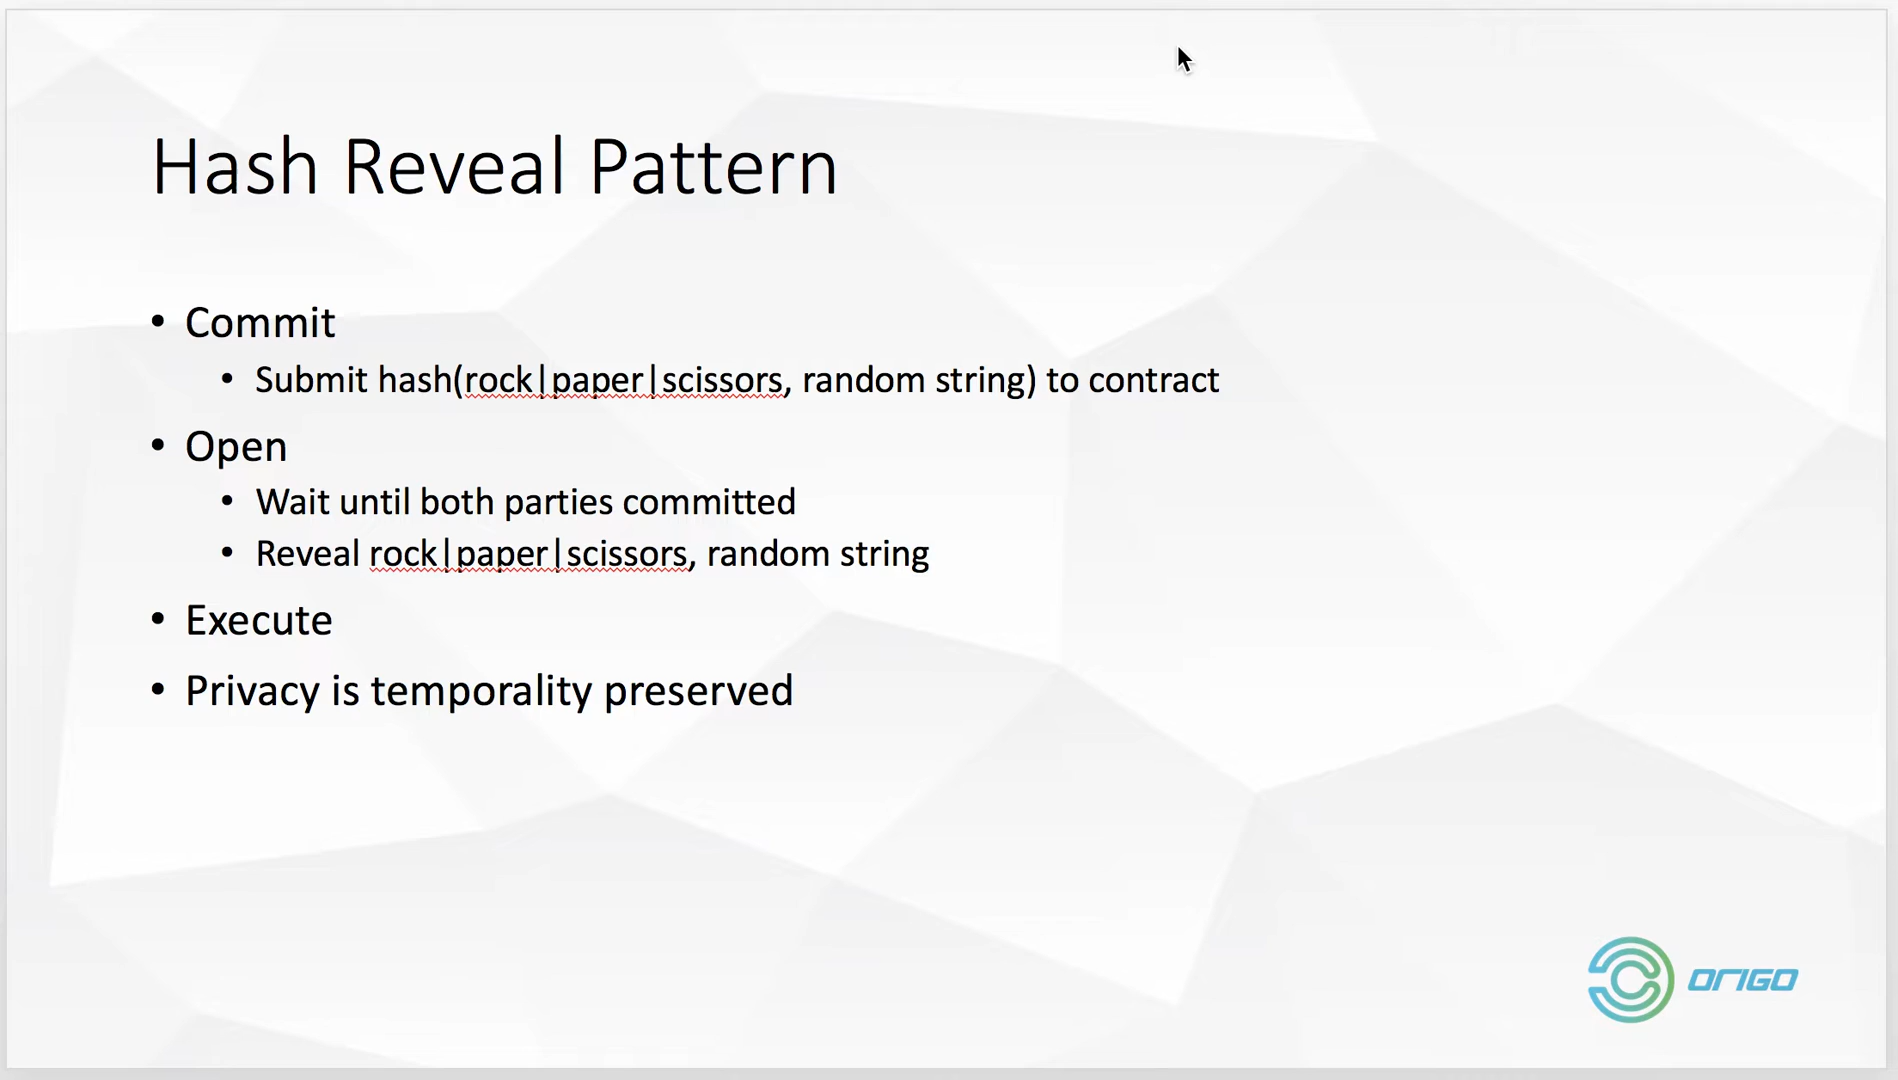 Hash Reveal Pattern
• Commit
• Submit hash(rock|paper|scissors, random string) to contract
• Open
• Wait until both parties committed
• Reveal rock|paper|scissors, random string
• Execute
• Privacy is temporality preserved
ORIGO